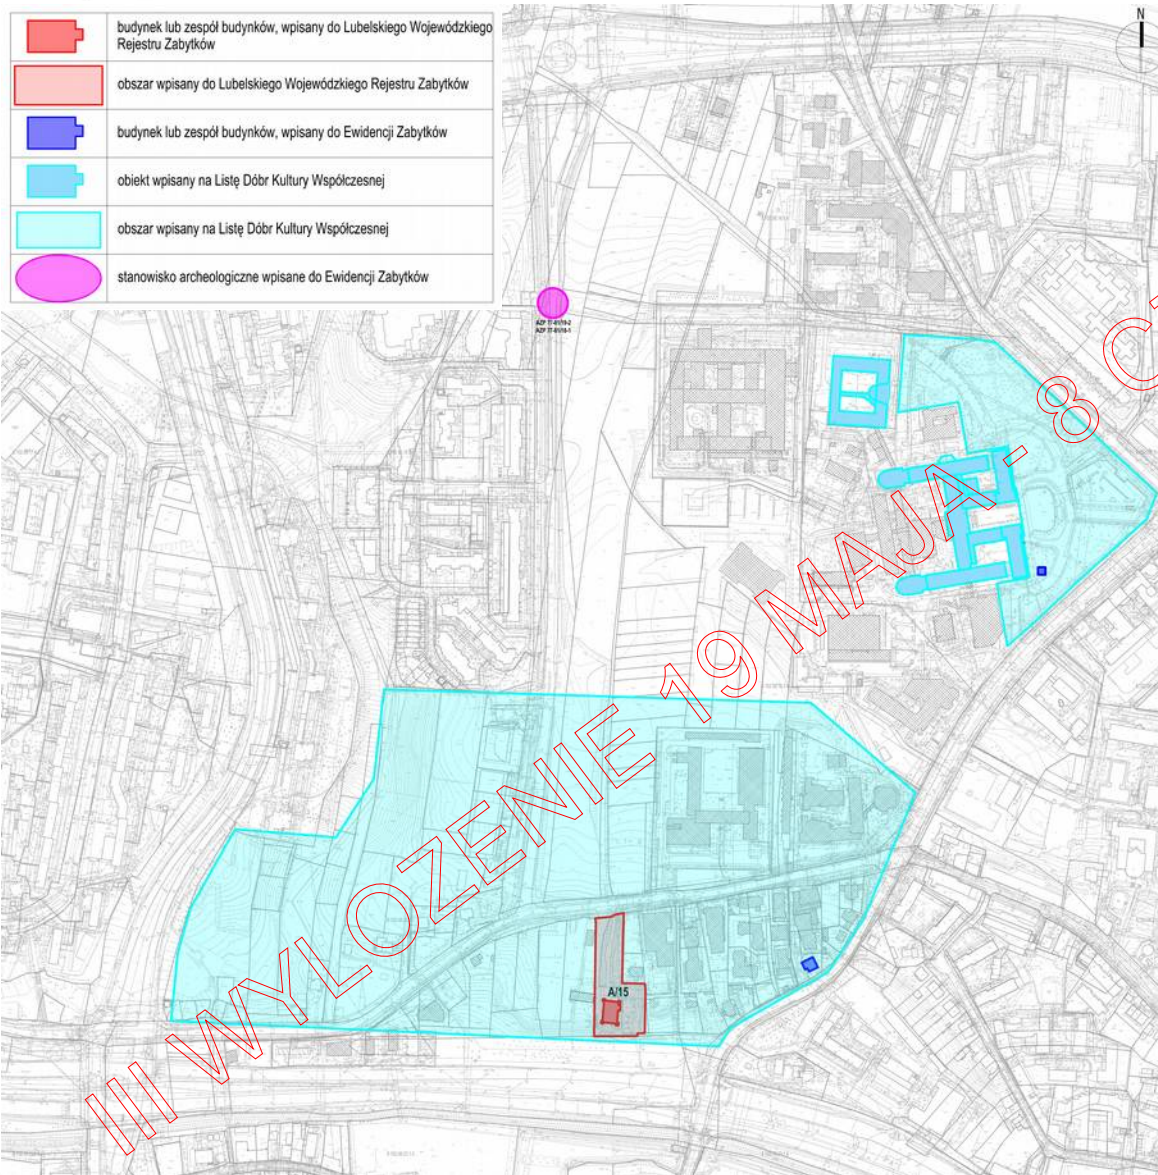 budynek lub zespół budynków, wpisany do Lubelskiego Wojewódzkiego
Rejestru Zabytków
obszar wpisany do Lubelskiego Wojewódzkiego Rejestru Zabytków
budynek lub zespół budynków, wpisany do Ewidencji Zabytków
obiekt wpisany na Listę Dóbr Kultury Współczesnej
obszar wpisany na Listę Dóbr Kultury Współczesnej
stanowisko archeologiczne wpisane do Ewidencji Zabytków
N
III WYLOZENIE 19 MAJA - 8
A/15